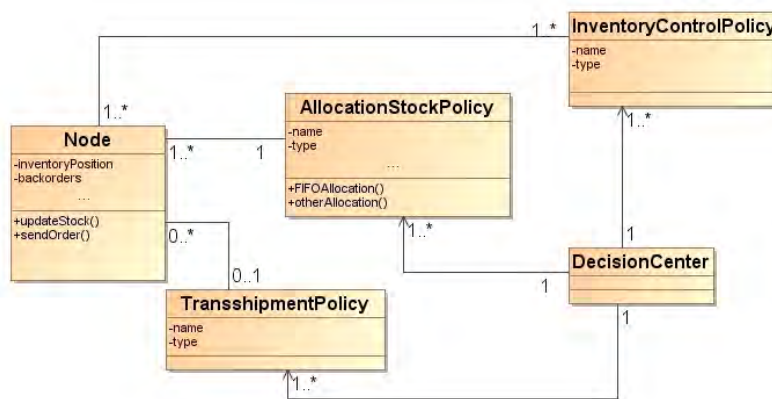 1..*
InventoryControlPolicy
-name
-type
1..*
AllocationStockPolicy
-name
-type
...
+FIFOAllocation()
+otherAllocation()
Node
-inventoryPosition
-backorders
...
+updateStock()
+sendOrder()
1..*
1
1..*
0..*
1..*
1
DecisionCenter
0..1
1
1
TransshipmentPolicy
-name
-type
1..*